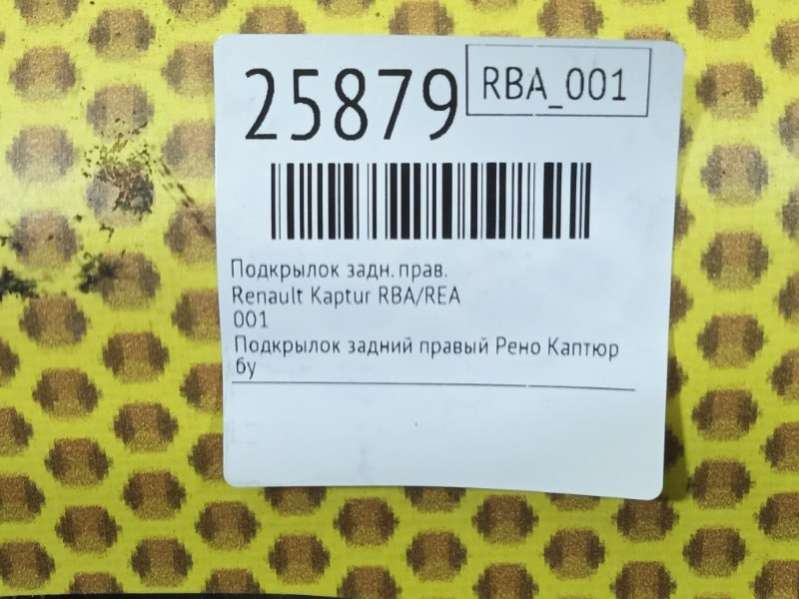 25879
RBA_001
Подкрылок задн. прав.
Renault Kaptur RBA/REA
001
Подкрылок задний правый Рено Каптюр
бу